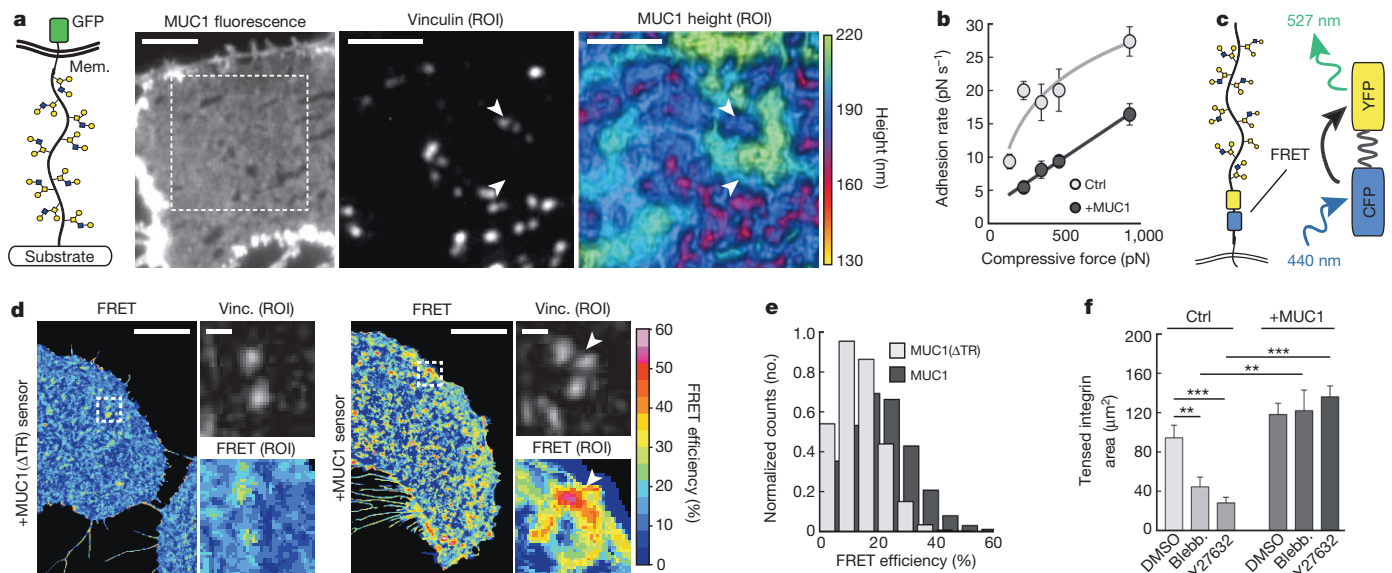 a
GFP
Mem.
Substrate
MUC1 fluorescence
Vinculin (ROI)
MUC1 height (ROI)
220
190
160
130
Height (nm)
b
Adhesion rate (pN s−1)
35
30
25
20
15
10
5
0
0
500
1,000
Ctrl
+MUC1
Compressive force (pN)
c
527 nm
YFP
FRET
CFP
440 nm
d
FRET
Vinc. (ROI)
+MUC1(ΔTR) sensor
FRET (ROI)
FRET
Vinc. (ROI)
+MUC1 sensor
FRET (ROI)
60
50
40
30
20
10
0
FRET efficiency (%)
e
Normalized counts (no.)
1.0
0.8
0.6
0.4
0.2
0
MUC1(ΔTR)
MUC1
0
20
40
60
FRET efficiency (%)
f
Ctrl
+MUC1
Tensed integrin
area (μm2)
200
160
120
80
40
0
***
**
***
**
DMSO
Blebb.
Y27632
DMSO
Blebb.
Y27632